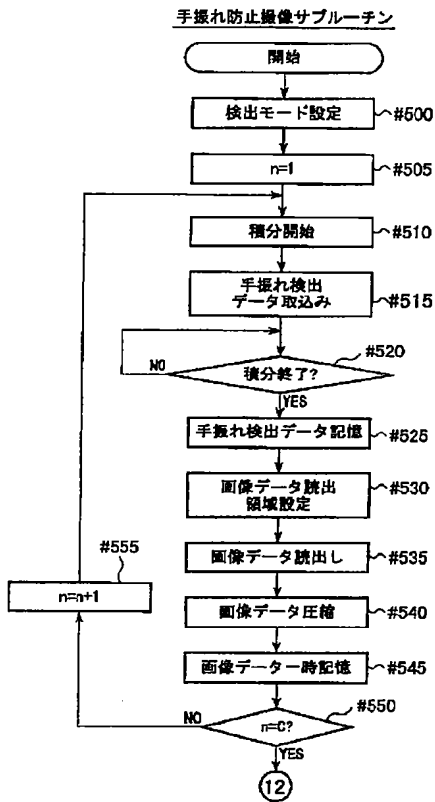 手振れ防止撮像サブルーチン
開始
検出モード設定
#500
n=1
#505
積分開始
#510
手振れ検出
データ取込み
#515
#520
積分終了?
NO
YES
手振れ検出データ記憶
#525
画像データ読出
領域設定
#530
#555
画像データ読出し
#535
n=n+1
画像データ圧縮
#540
画像データ一時記憶
#545
#550
NO
n=C?
YES
12